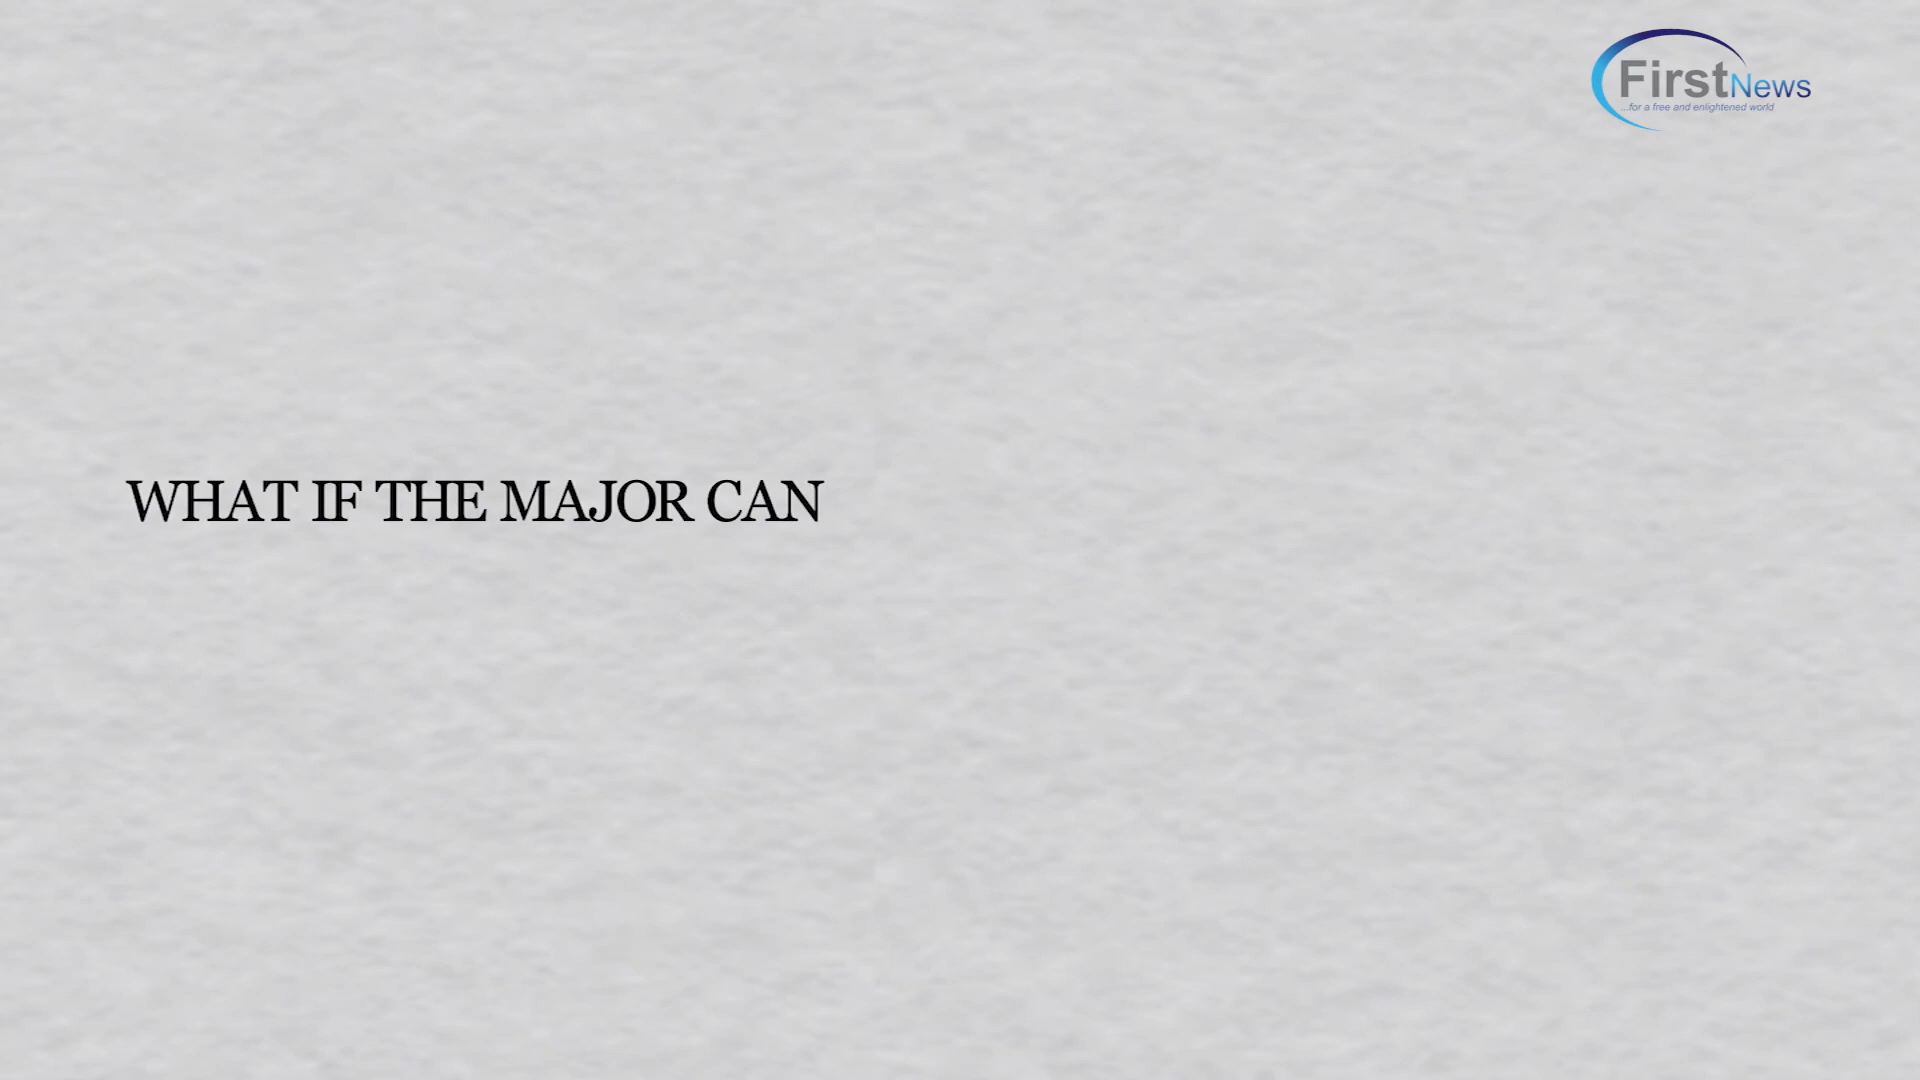 FirstNews
...for a free and enlightened world
WHAT IF THE MAJOR CAN